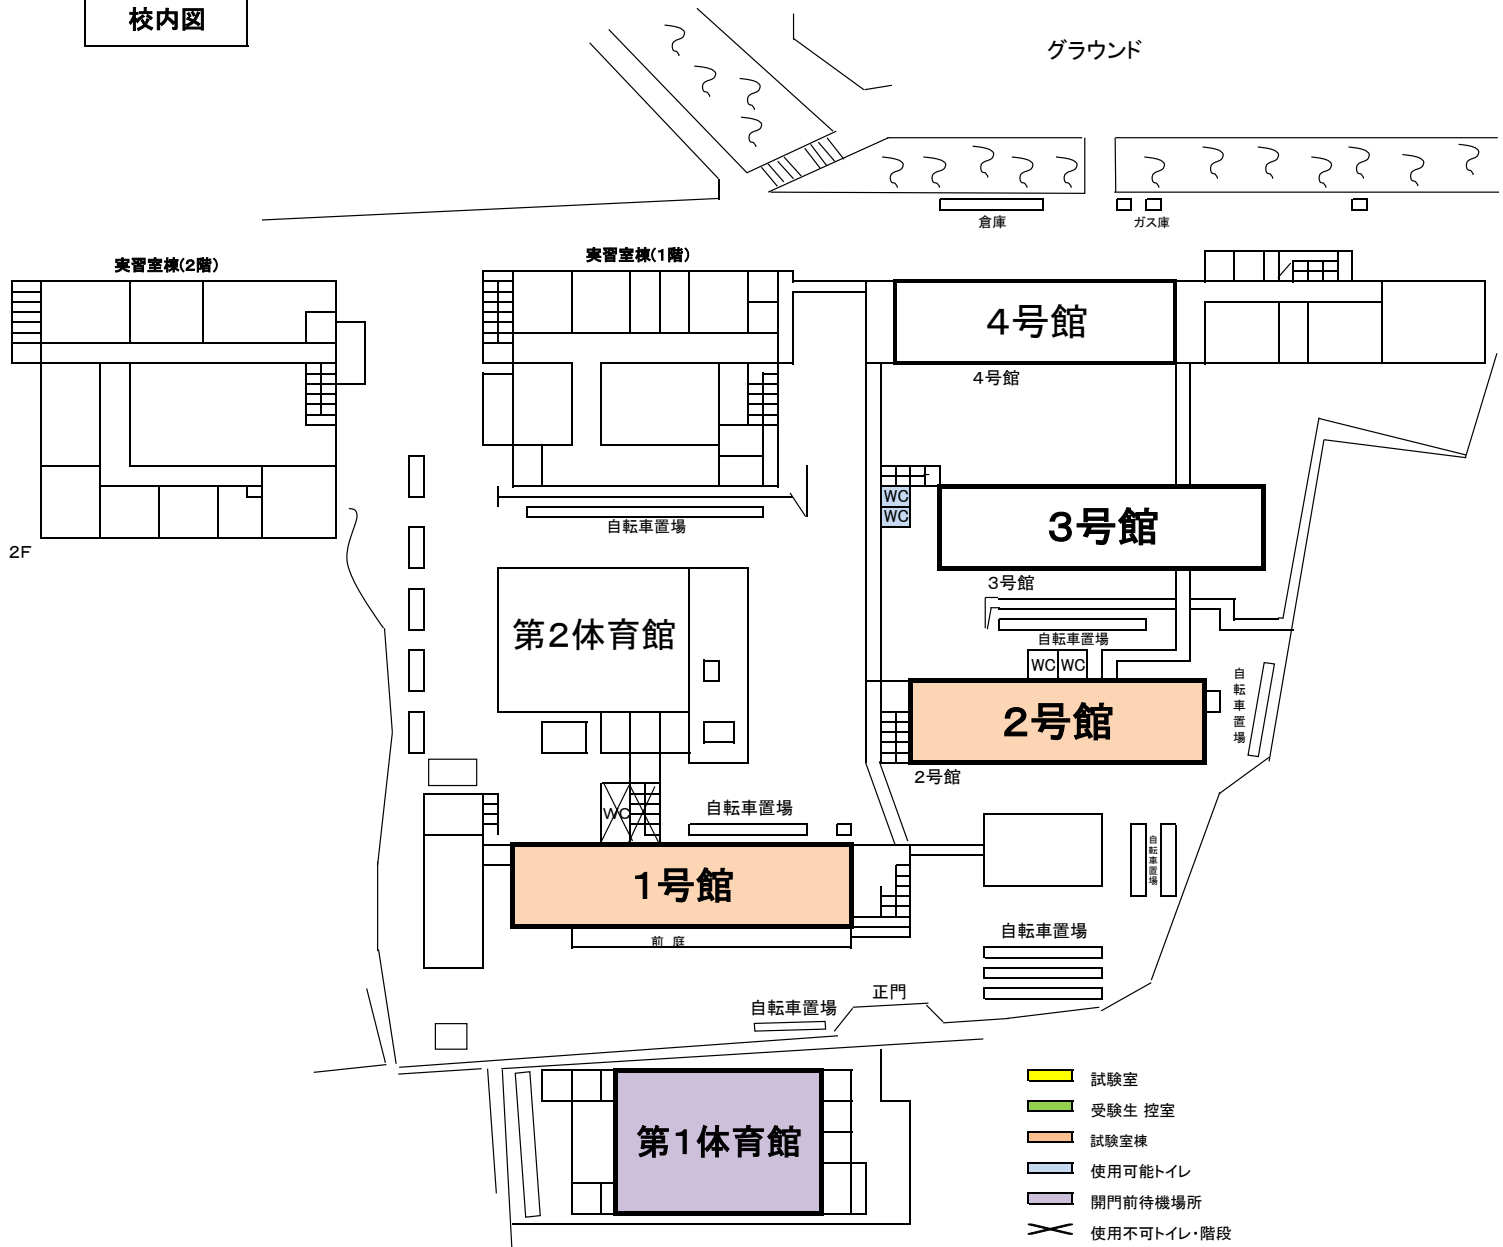 校内図
グラウンド
倉庫
ガス庫
実習室棟(2階)
実習室棟(1階)
4号館
4号館
WC
WC
3号館
自転車置場
2F
3号館
第2体育館
自転車置場
WC WC
自転車置場
2号館
2号館
自転車置場
WC
自転車置場
1号館
前 庭
自転車置場
正門
自転車置場
第1体育館
試験室
受験生 控室
試験室棟
使用可能トイレ
開門前待機場所
使用不可トイレ・階段